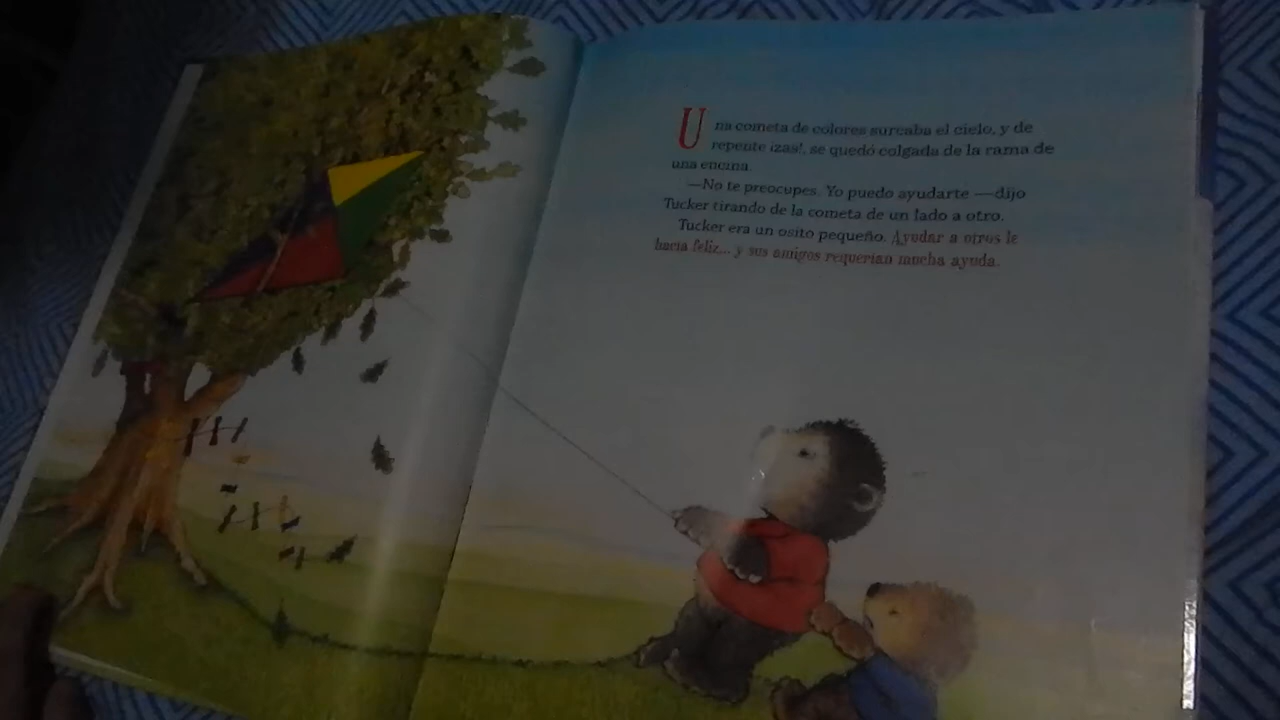 Una cometa de colores surcaba el cielo, y de
repente ¡zas!, se quedó colgada de la rama de
una encina.
—No te preocupes. Yo puedo ayudarte —dijo
Tucker tirando de la cometa de un lado a otro.
Tucker era un osito pequeño. Ayudar a otros le
hacía feliz... y sus amigos requerían mucha ayuda.